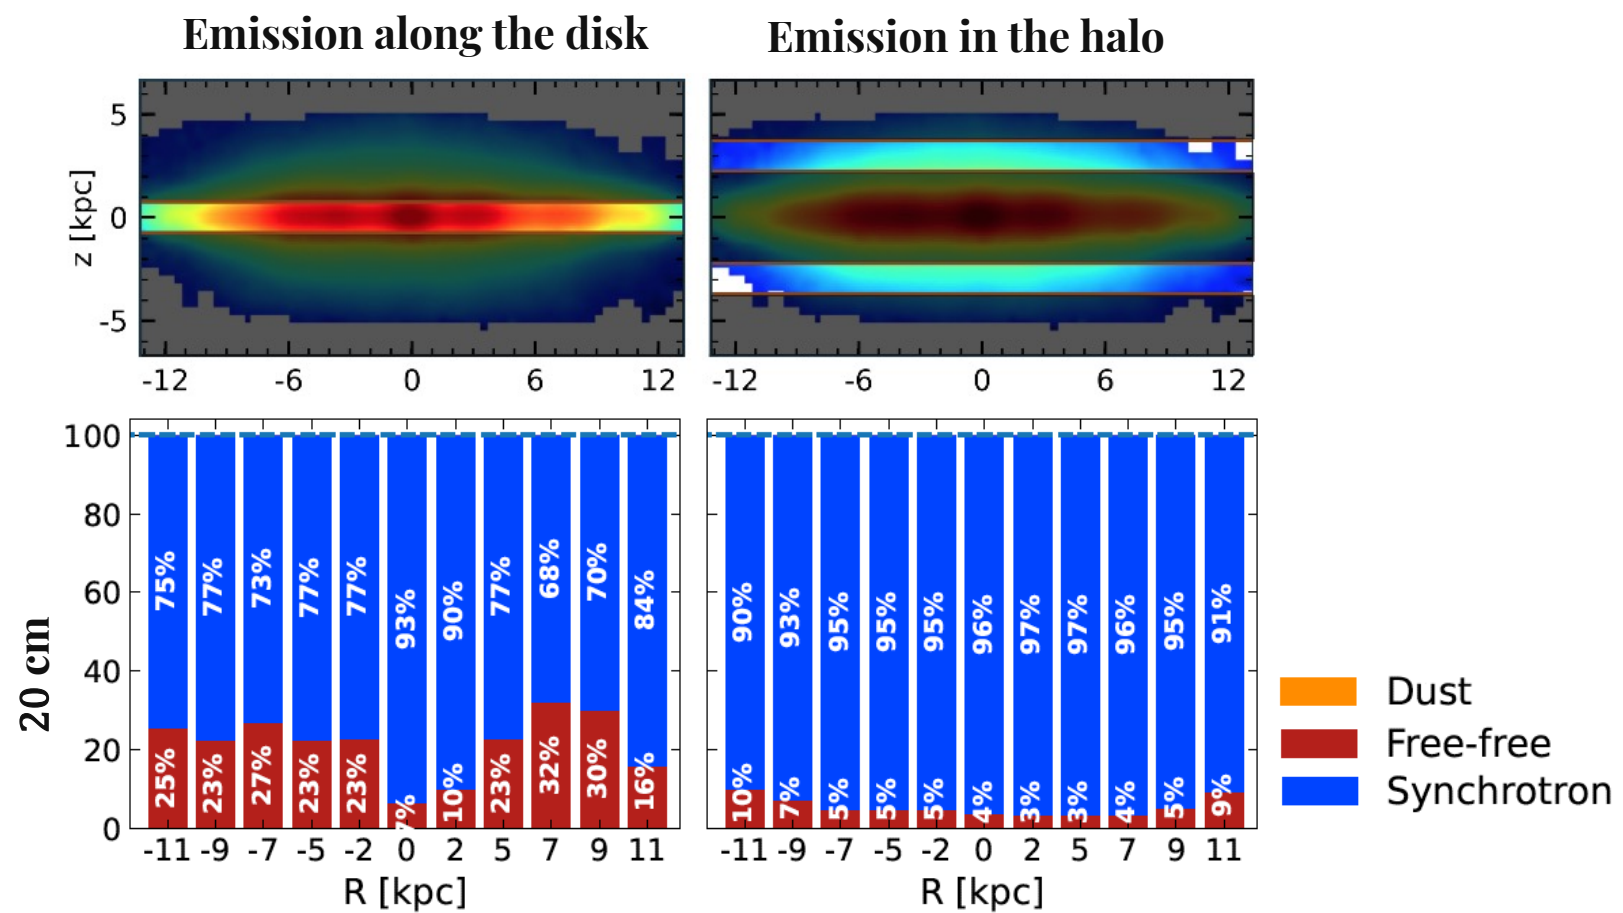 Emission along the disk
Emission in the halo
5
0
-5
z [kpc]
-12 -6 0 6 12
-12 -6 0 6 12
20 cm
100
80
60
40
20
0
75% 77% 73% 77% 77% 93% 90% 77% 68% 70% 84%
25% 23% 27% 23% 23% 7% 10% 23% 32% 30% 16%
90% 93% 95% 95% 95% 96% 97% 97% 96% 95% 91%
10% 7% 5% 5% 5% 4% 3% 3% 4% 5% 9%
-11 -9 -7 -5 -2 0 2 5 7 9 11
-11 -9 -7 -5 -2 0 2 5 7 9 11
R [kpc]
R [kpc]
Dust
Free-free
Synchrotron